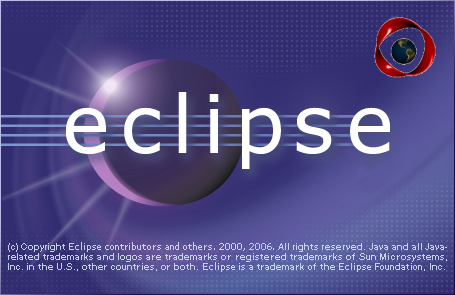 eclipse
(c) Copyright Eclipse contributors and others, 2000, 2006. All rights reserved. Java and all Java-
related trademarks and logos are trademarks or registered trademarks of Sun Microsystems,
Inc. in the U.S., other countries, or both. Eclipse is a trademark of the Eclipse Foundation, Inc.